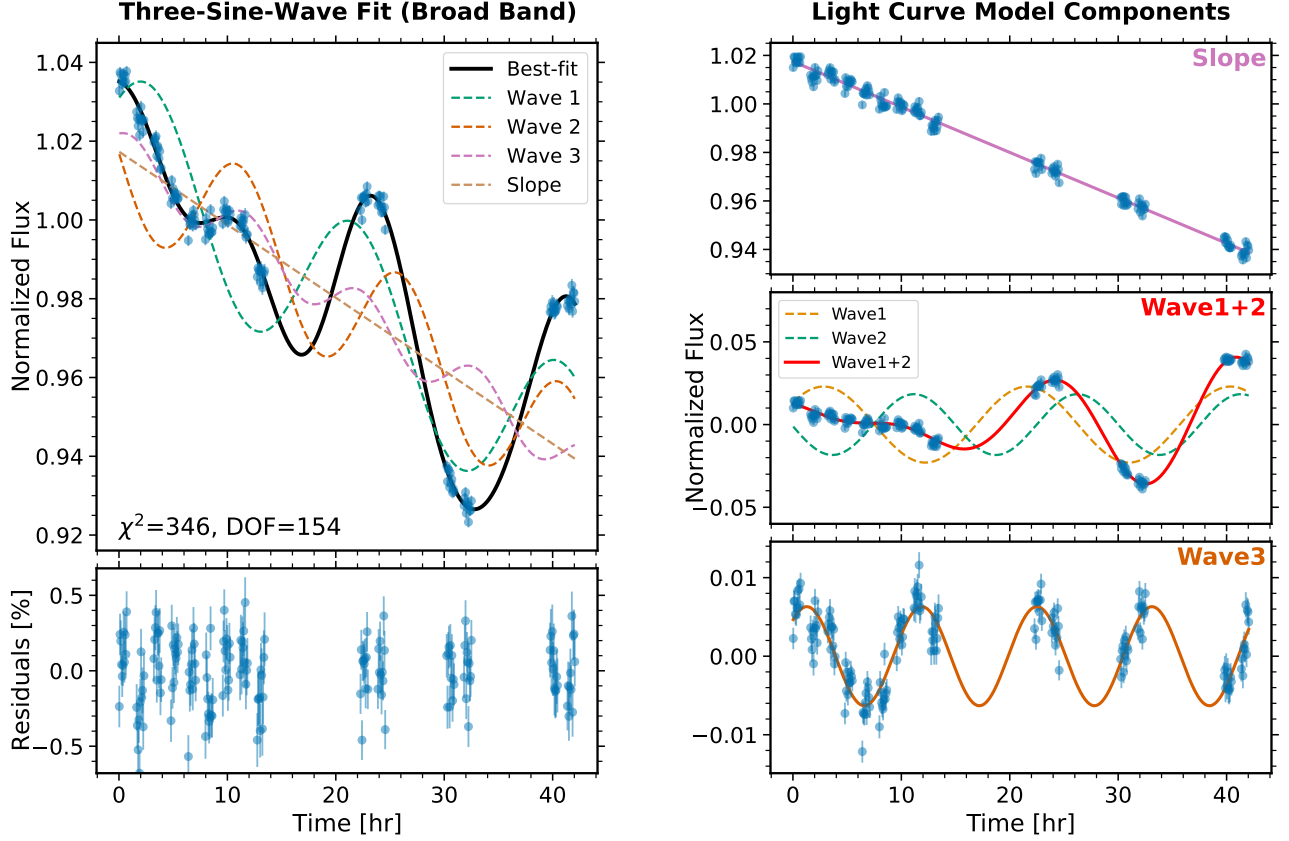 Three-Sine-Wave Fit (Broad Band)
1.04
1.02
1.00
0.98
0.96
0.94
0.92
Normalized Flux
Best-fit
Wave 1
Wave 2
Wave 3
Slope
χ²=346, DOF=154
0.5
0.0
−0.5
Residuals [%]
0 10 20 30 40
Time [hr]
Light Curve Model Components
1.02
1.00
0.98
0.96
0.94
Slope
Wave1+2
Wave1
Wave2
Wave1+2
0.05
0.00
−0.05
Normalized Flux
Wave3
0.01
0.00
−0.01
0 10 20 30 40
Time [hr]